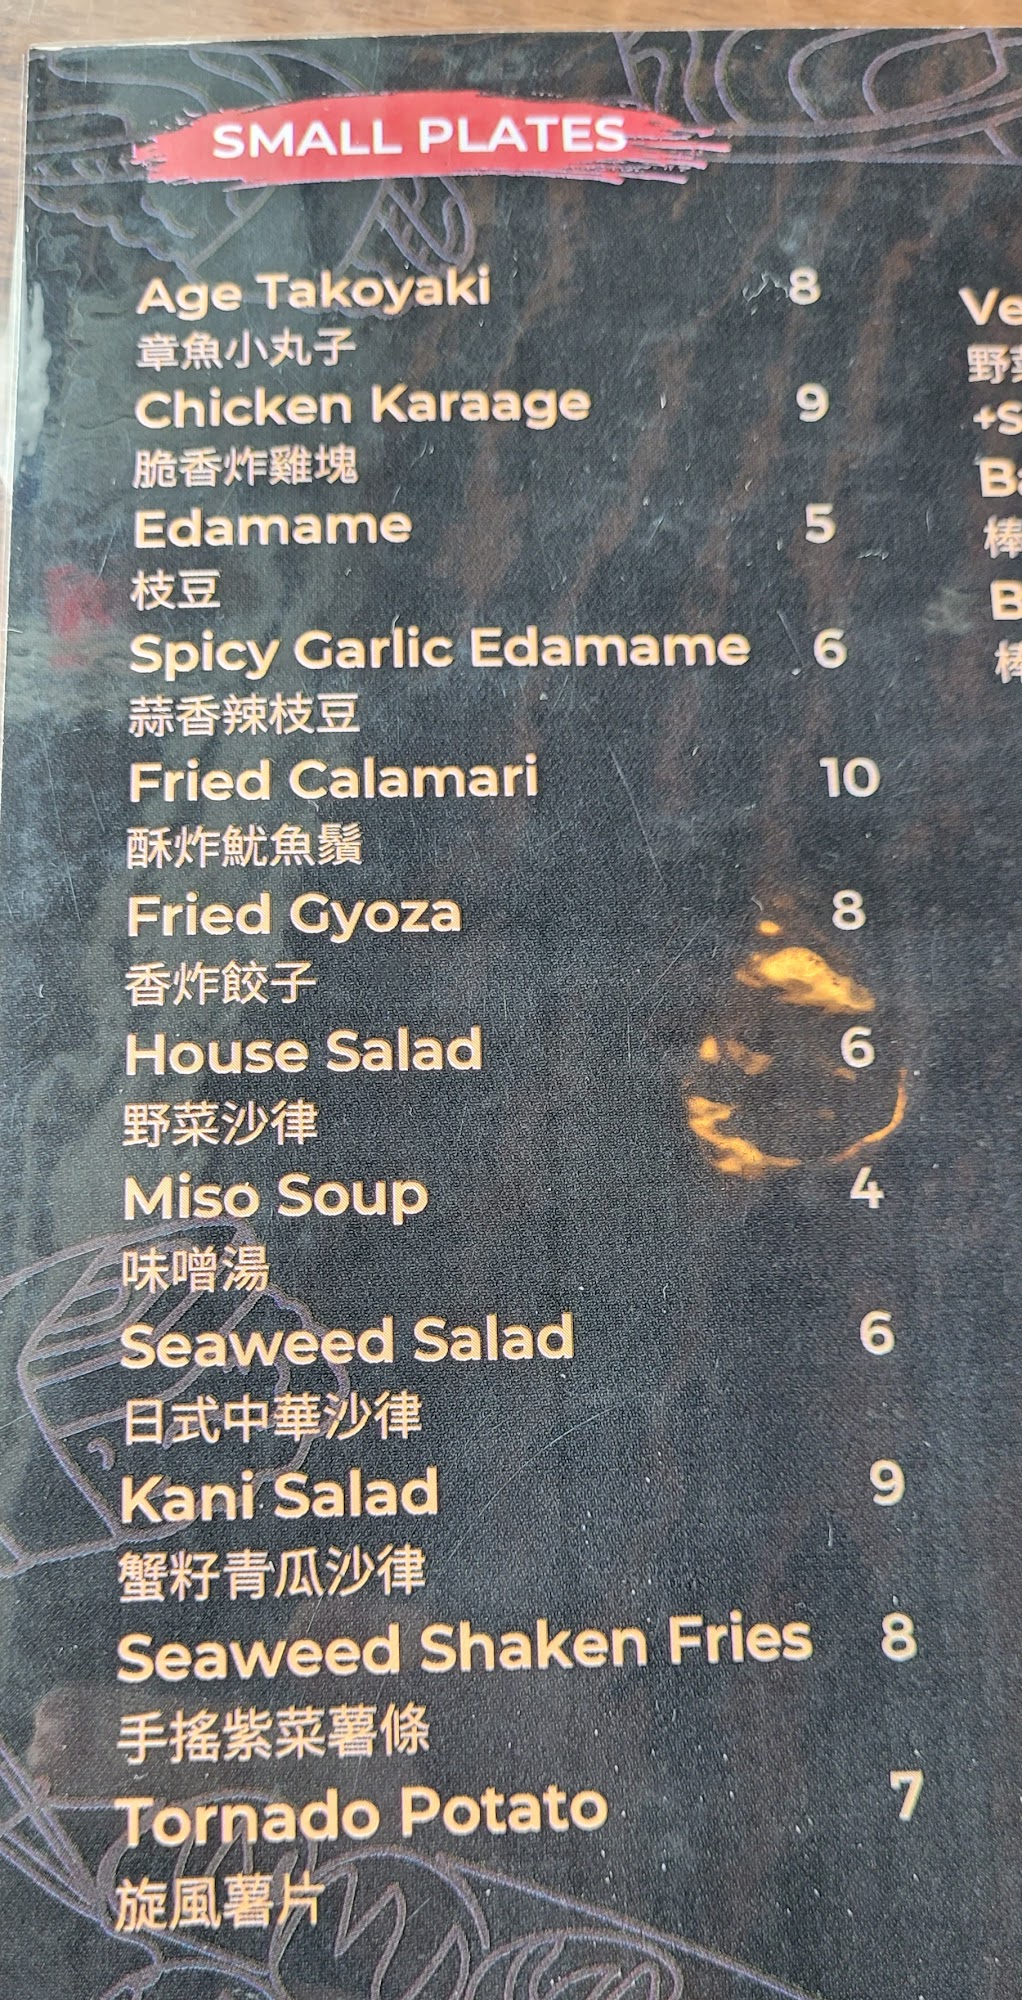 SMALL PLATES
Age Takoyaki 8
章魚小丸子
Chicken Karaage 9
脆香炸雞塊
Edamame 5
枝豆
Spicy Garlic Edamame 6
蒜香辣枝豆
Fried Calamari 10
酥炸魷魚鬚
Fried Gyoza 8
香炸餃子
House Salad 6
野菜沙律
Miso Soup 4
味噌湯
Seaweed Salad 6
日式中華沙律
Kani Salad 9
蟹籽青瓜沙律
Seaweed Shaken Fries 8
手搖紫菜薯條
Tornado Potato 7
旋風薯片